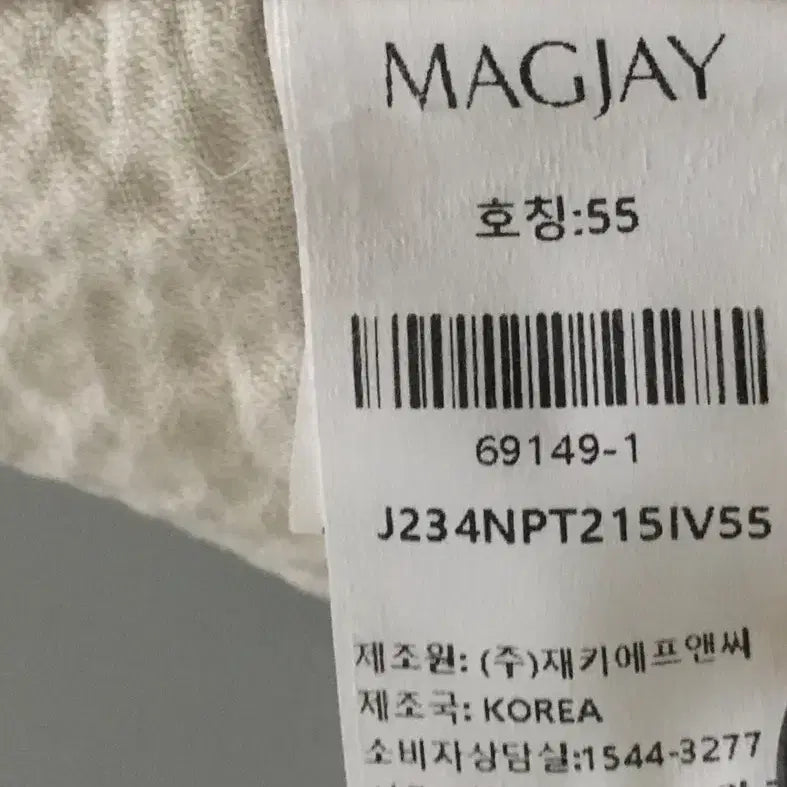 MAGJAY
호칭:55
69149-1
J234NPT215IV55
제조원: (주)재키에프앤씨
제조국: KOREA
소비자상담실:1544-3277